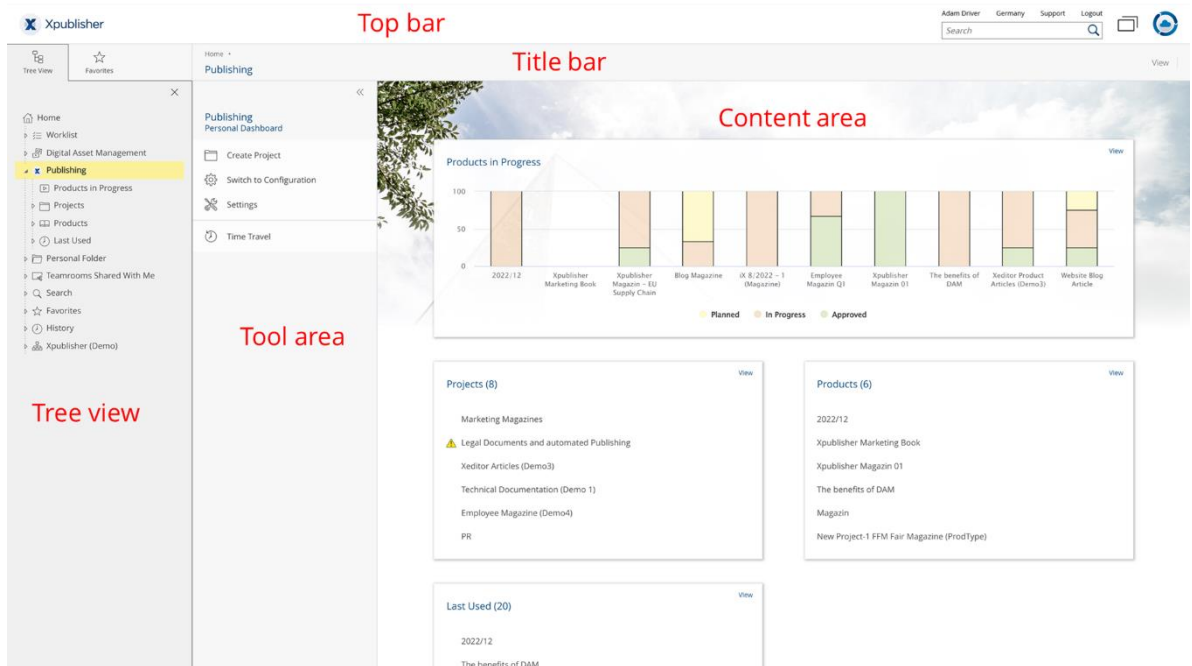 Xpublisher
Top bar
Adam Driver Germany Support Logout
Search
Tree View
Favorites
Home
Publishing
Title bar
View
Home
Worklist
Digital Asset Management
Publishing
Products in Progress
Projects
Products
Last Used
Personal Folder
Teamrooms Shared With Me
Search
Favorites
History
Xpublisher (Demo)
Tree view
Publishing
Personal Dashboard
Create Project
Switch to Configuration
Settings
Time Travel
Tool area
Content area
Products in Progress
View
100
50
0
2022/12
Xpublisher
Marketing Book
Xpublisher
Magazin - EU
Supply Chain
Blog Magazine
iX 8/2022 - 1
(Magazine)
Employee
Magazin Q1
Xpublisher
Magazin 01
The benefits of
DAM
Xeditor Product
Articles (Demo3)
Website Blog
Article
Planned In Progress Approved
Projects (8)
View
Marketing Magazines
Legal Documents and automated Publishing
Xeditor Articles (Demo3)
Technical Documentation (Demo 1)
Employee Magazine (Demo4)
PR
Products (6)
View
2022/12
Xpublisher Marketing Book
Xpublisher Magazin 01
The benefits of DAM
Magazin
New Project-1 FFM Fair Magazine (ProdType)
Last Used (20)
View
2022/12
The benefits of DAM